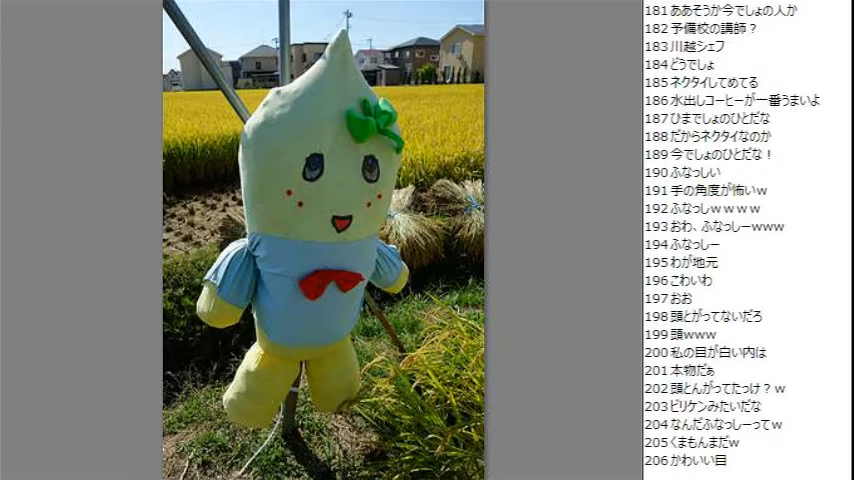 181 ああそうか今でしょの人か
182 予備校の講師？
183 川越シェフ
184 どうでしょ
185 ネクタイしてめてる
186 水出しコーヒーが一番うまいよ
187 ひまでしょのひとだな
188 だからネクタイなのか
189 今でしょのひとだな！
190 ふなっしい
191 手の角度が怖いｗ
192 ふなっしｗｗｗｗ
193 おわ、ふなっしーwww
194 ふなっしー
195 わが地元
196 こわいわ
197 おお
198 頭とがってないだろ
199 頭www
200 私の目が白い内は
201 本物だぁ
202 頭とんがってたっけ？ｗ
203 ビリケンみたいだな
204 なんだふなっしーってｗ
205 くまもんまだｗ
206 かわいい目